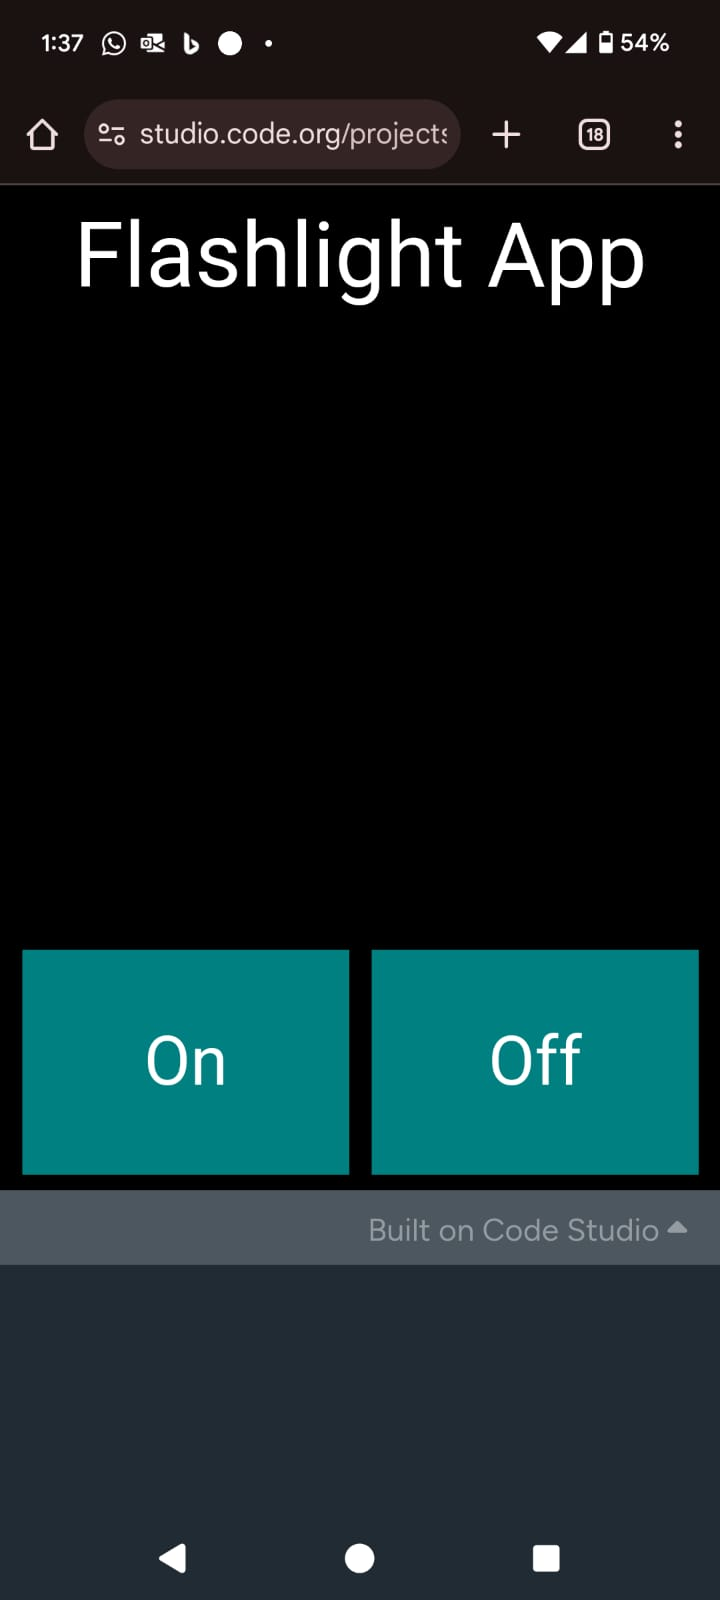 1:37 54%
studio.code.org/projects 18
Flashlight App
On Off
Built on Code Studio